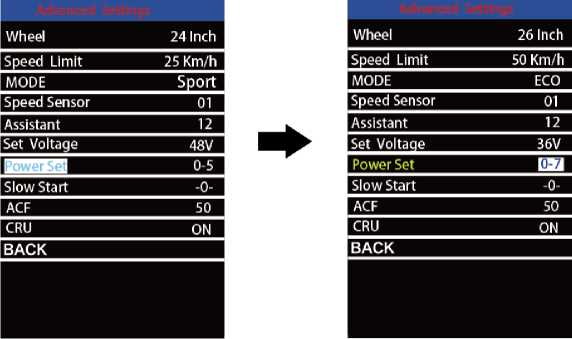 Advanced Settings
Wheel 24 Inch
Speed Limit 25 Km/h
MODE Sport
Speed Sensor 01
Assistant 12
Set Voltage 48V
Power Set 0-5
Slow Start -0-
ACF 50
CRU ON
BACK
Advanced Settings
Wheel 26 Inch
Speed Limit 50 Km/h
MODE ECO
Speed Sensor 01
Assistant 12
Set Voltage 36V
Power Set 0-7
Slow Start -0-
ACF 50
CRU ON
BACK